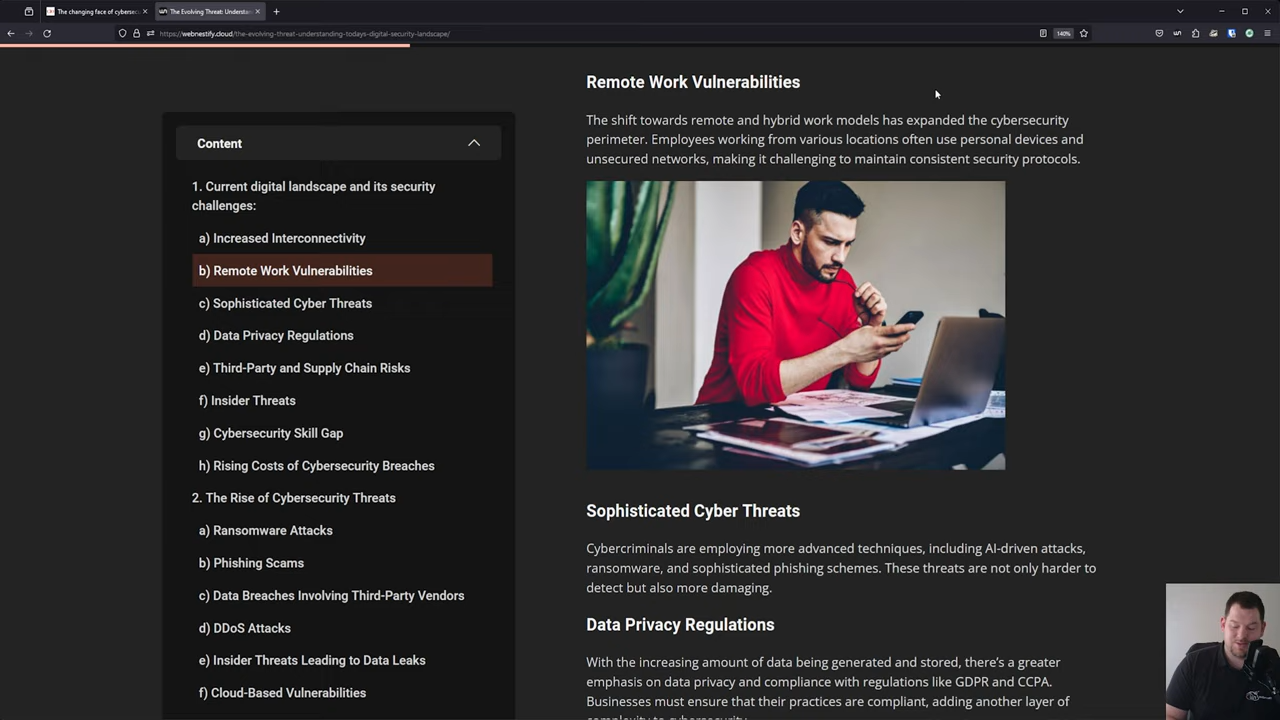 The changing face of cybersec
The Evolving Threat: Understan
https://webnestify.cloud/the-evolving-threat-understanding-todays-digital-security-landscape/
140%
Content
1. Current digital landscape and its security
challenges:
a) Increased Interconnectivity
b) Remote Work Vulnerabilities
c) Sophisticated Cyber Threats
d) Data Privacy Regulations
e) Third-Party and Supply Chain Risks
f) Insider Threats
g) Cybersecurity Skill Gap
h) Rising Costs of Cybersecurity Breaches
2. The Rise of Cybersecurity Threats
a) Ransomware Attacks
b) Phishing Scams
c) Data Breaches Involving Third-Party Vendors
d) DDoS Attacks
e) Insider Threats Leading to Data Leaks
f) Cloud-Based Vulnerabilities
Remote Work Vulnerabilities
The shift towards remote and hybrid work models has expanded the cybersecurity
perimeter. Employees working from various locations often use personal devices and
unsecured networks, making it challenging to maintain consistent security protocols.
Sophisticated Cyber Threats
Cybercriminals are employing more advanced techniques, including AI-driven attacks,
ransomware, and sophisticated phishing schemes. These threats are not only harder to
detect but also more damaging.
Data Privacy Regulations
With the increasing amount of data being generated and stored, there's a greater
emphasis on data privacy and compliance with regulations like GDPR and CCPA.
Businesses must ensure that their practices are compliant, adding another layer of
complexity to cybersecurity.